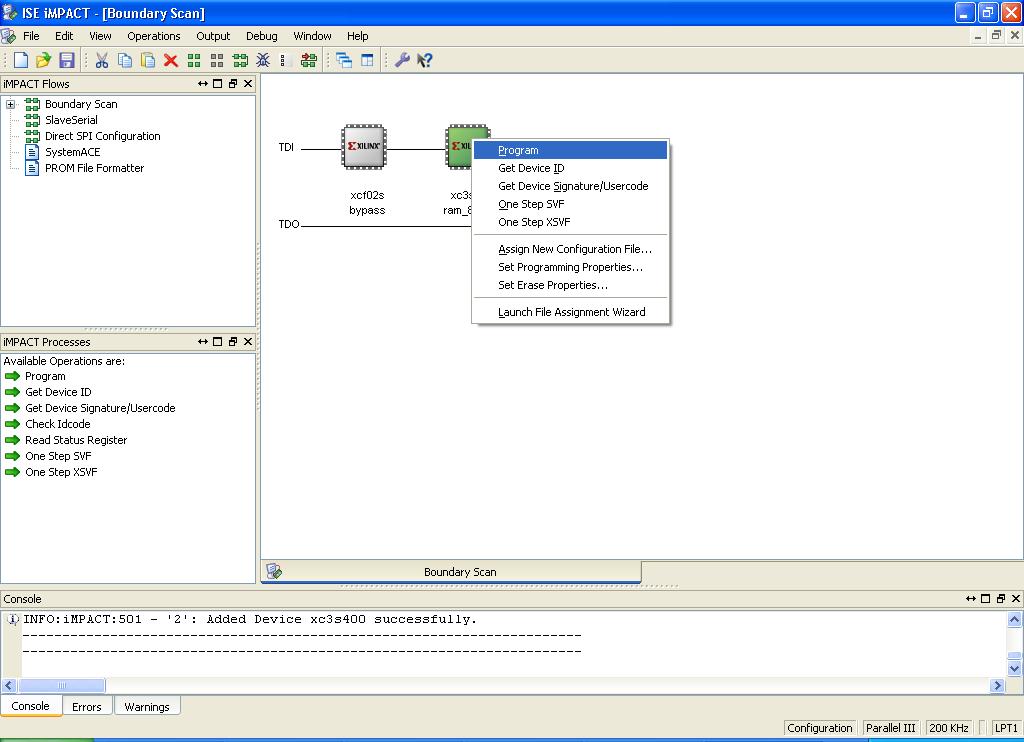 ISE iMPACT - [Boundary Scan]
File Edit View Operations Output Debug Window Help
iMPACT Flows
Boundary Scan
SlaveSerial
Direct SPI Configuration
SystemACE
PROM File Formatter
iMPACT Processes
Available Operations are:
Program
Get Device ID
Get Device Signature/Usercode
Check Idcode
Read Status Register
One Step SVF
One Step XSVF
TDI
XILINX
XIL
xcf02s
bypass
xc3s
ram_
TDO
Program
Get Device ID
Get Device Signature/Usercode
One Step SVF
One Step XSVF
Assign New Configuration File...
Set Programming Properties...
Set Erase Properties...
Launch File Assignment Wizard
Boundary Scan
Console
INFO:iMPACT:501 - '2': Added Device xc3s400 successfully.
----------------------------------------------------------------------
----------------------------------------------------------------------
Console Errors Warnings
Configuration Parallel III 200 KHz LPT1